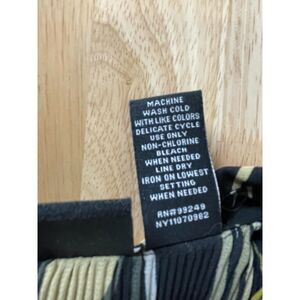 MACHINE
WASH COLD
WITH LIKE COLORS
DELICATE CYCLE
USE ONLY
NON-CHLORINE
BLEACH
WHEN NEEDED
LINE DRY
IRON ON LOWEST
SETTING
WHEN NEEDED
RN#99249
NY11070982